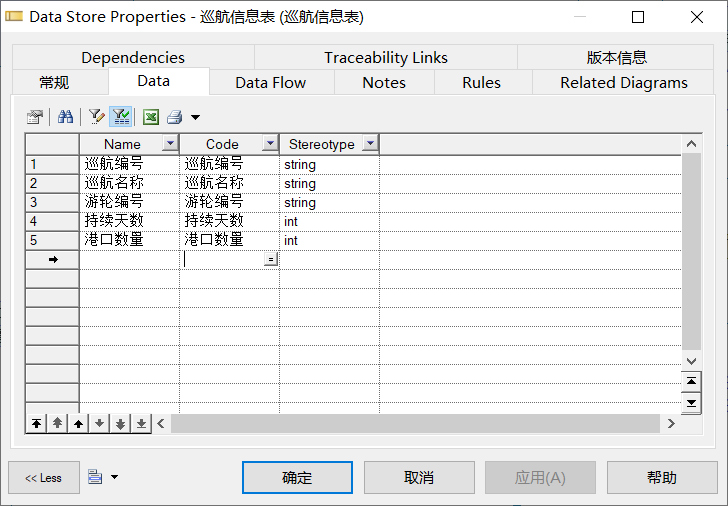 Data Store Properties - 巡航信息表 (巡航信息表)
Dependencies Traceability Links 版本信息
常规 Data Data Flow Notes Rules Related Diagrams
Name Code Stereotype
1 巡航编号 巡航编号 string
2 巡航名称 巡航名称 string
3 游轮编号 游轮编号 string
4 持续天数 持续天数 int
5 港口数量 港口数量 int
=
<< Less 确定 取消 应用(A) 帮助